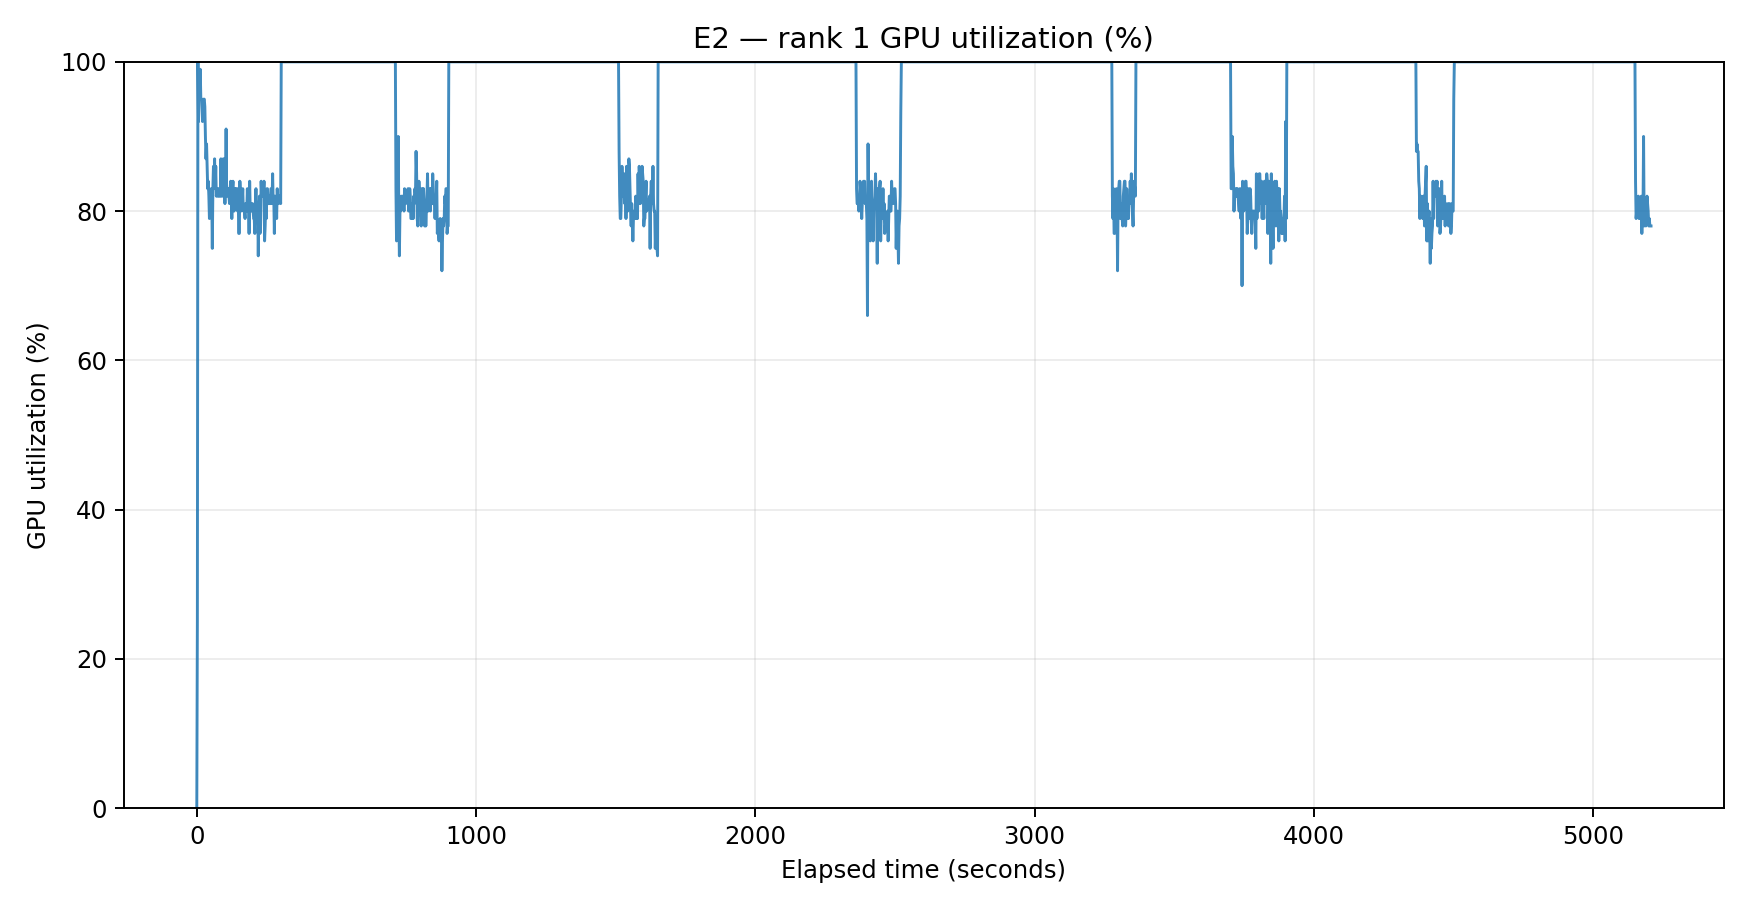 E2 — rank 1 GPU utilization (%)
100
80
60
40
20
0
GPU utilization (%)
0 1000 2000 3000 4000 5000
Elapsed time (seconds)